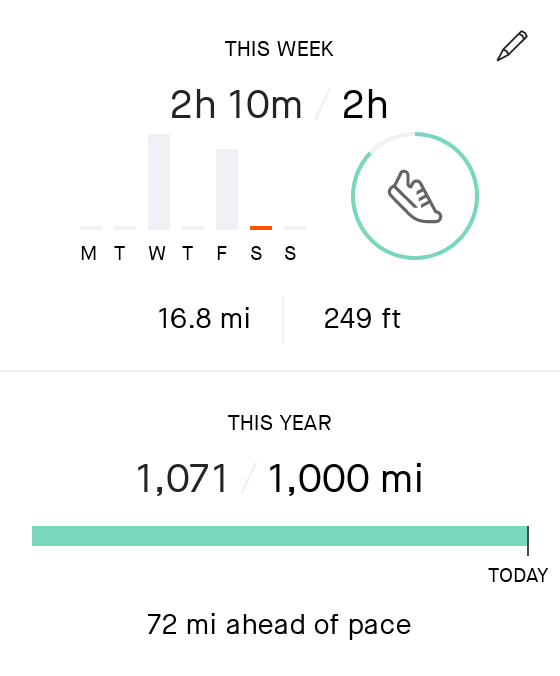 THIS WEEK
2h 10m / 2h
M T W T F S S
16.8 mi | 249 ft
THIS YEAR
1,071 / 1,000 mi
TODAY
72 mi ahead of pace